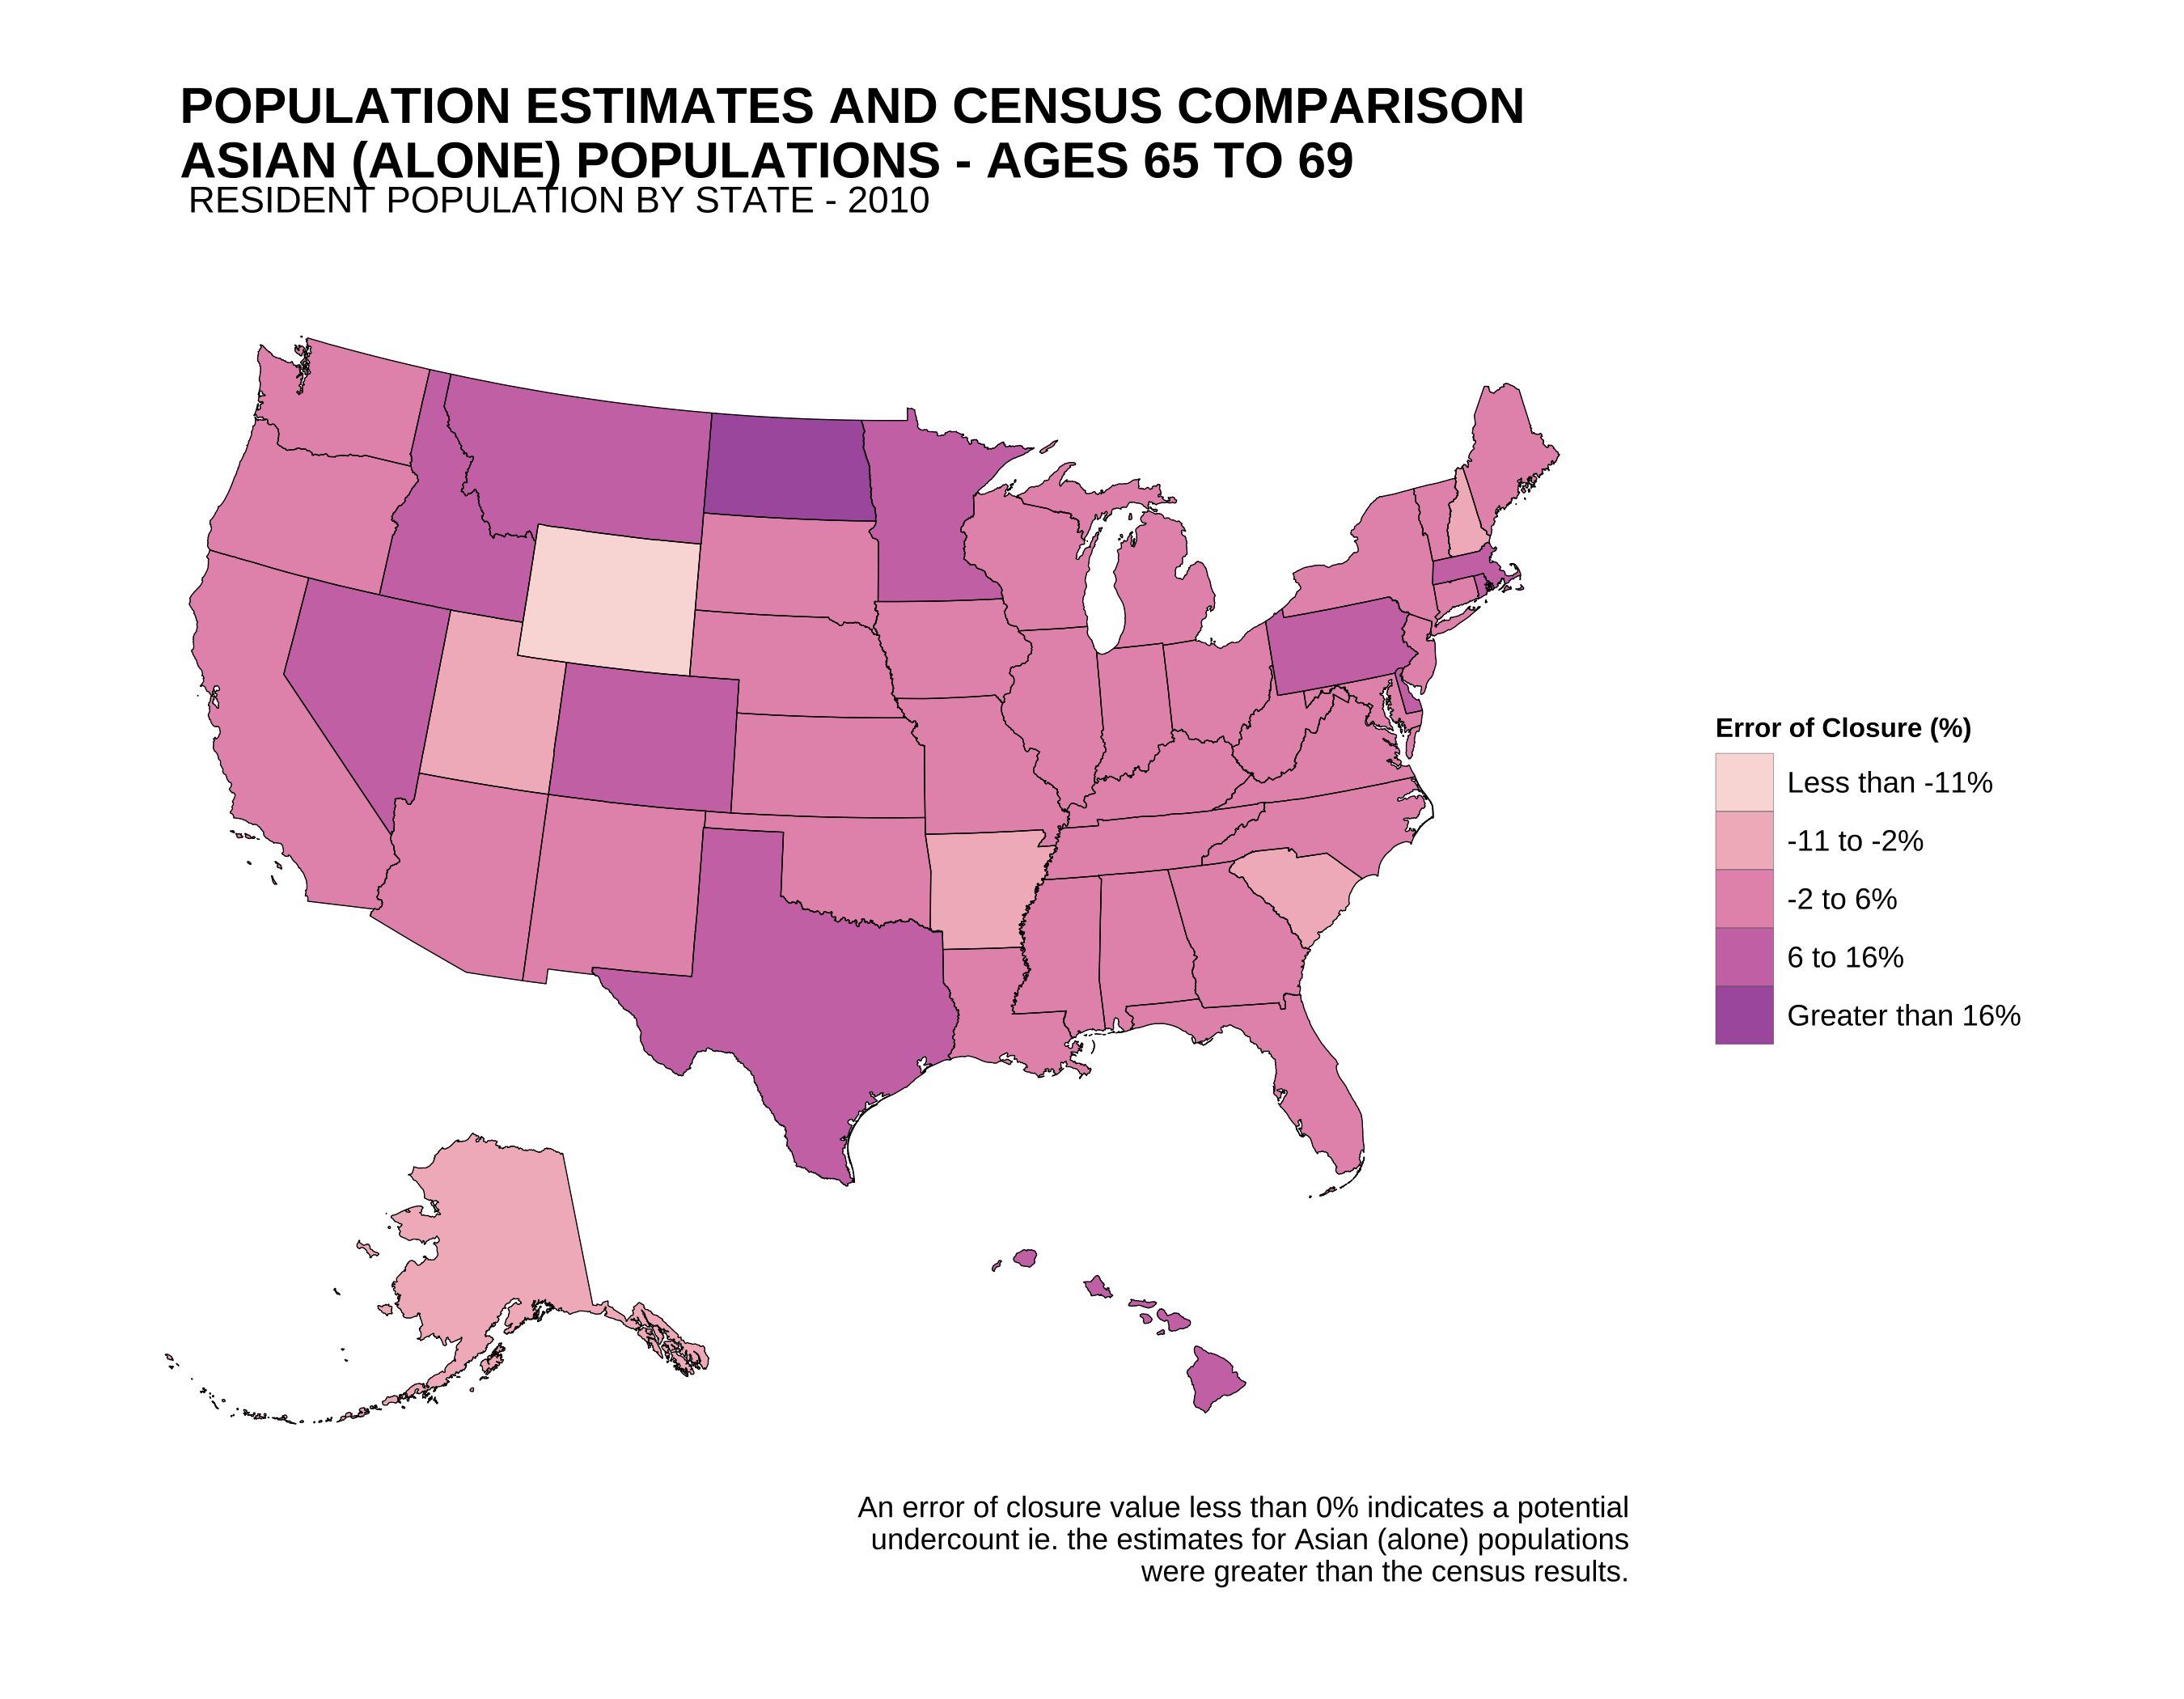 POPULATION ESTIMATES AND CENSUS COMPARISON
ASIAN (ALONE) POPULATIONS - AGES 65 TO 69
RESIDENT POPULATION BY STATE - 2010
Error of Closure (%)
Less than -11%
-11 to -2%
-2 to 6%
6 to 16%
Greater than 16%
An error of closure value less than 0% indicates a potential
undercount ie. the estimates for Asian (alone) populations
were greater than the census results.